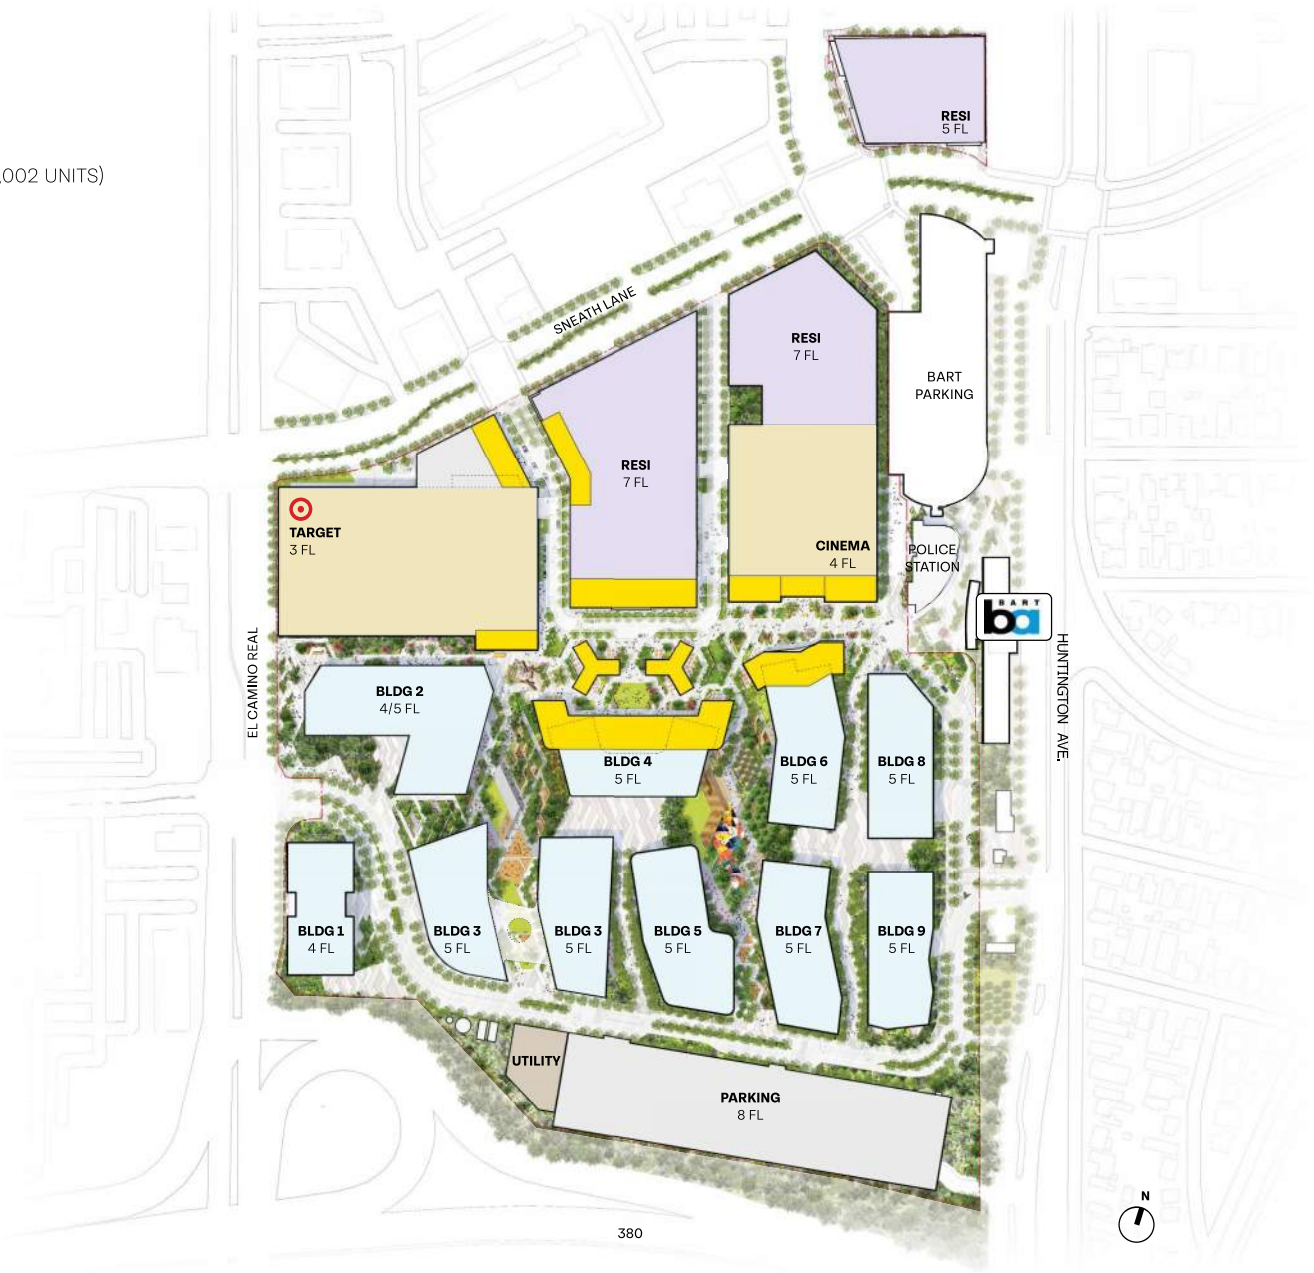 RESI
5 FL
,002 UNITS)
SNEATH LANE
RESI
7 FL
BART
PARKING
RESI
7 FL
TARGET
3 FL
CINEMA
4 FL
POLICE
STATION
BART
ba
EL CAMINO REAL
HUNTINGTON AVE.
BLDG 2
4/5 FL
BLDG 4
5 FL
BLDG 6
5 FL
BLDG 8
5 FL
BLDG 1
4 FL
BLDG 3
5 FL
BLDG 3
5 FL
BLDG 5
5 FL
BLDG 7
5 FL
BLDG 9
5 FL
UTILITY
PARKING
8 FL
N
380